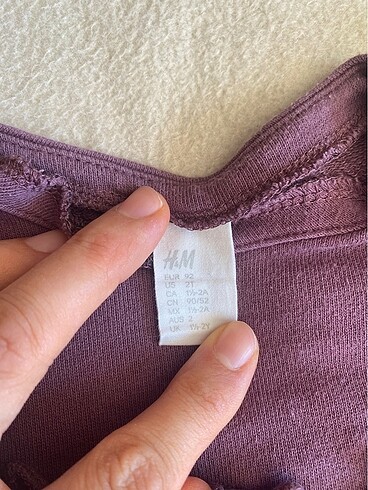 H&M
EUR 92
US 2T
CA 1½-2A
CN 90/52
MX 1½-2A
AUS 2
UK 1½-2Y